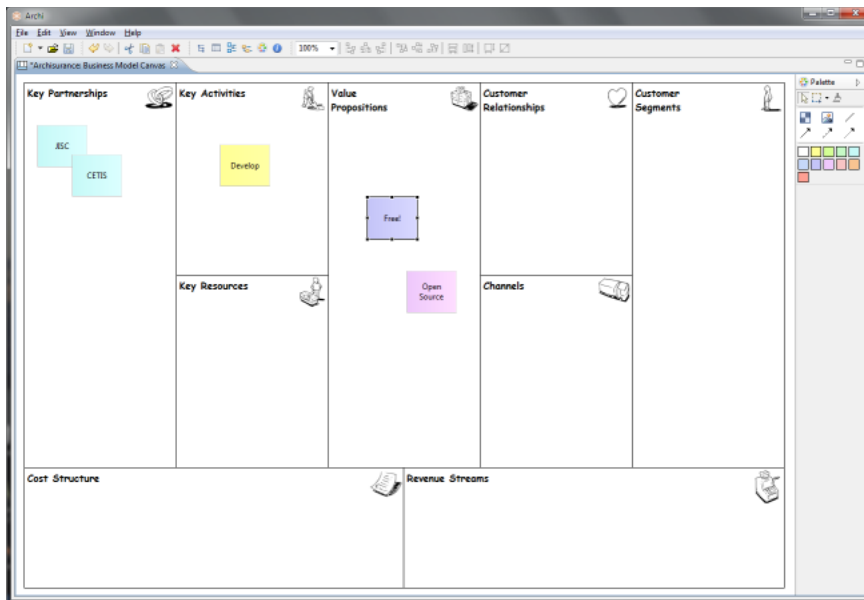 Archi
File Edit View Window Help
100%
*Archisurance: Business Model Canvas
Palette
Key Partnerships
Key Activities
Value
Propositions
Customer
Relationships
Customer
Segments
JISC
CETIS
Develop
Free!
Open
Source
Key Resources
Channels
Cost Structure
Revenue Streams